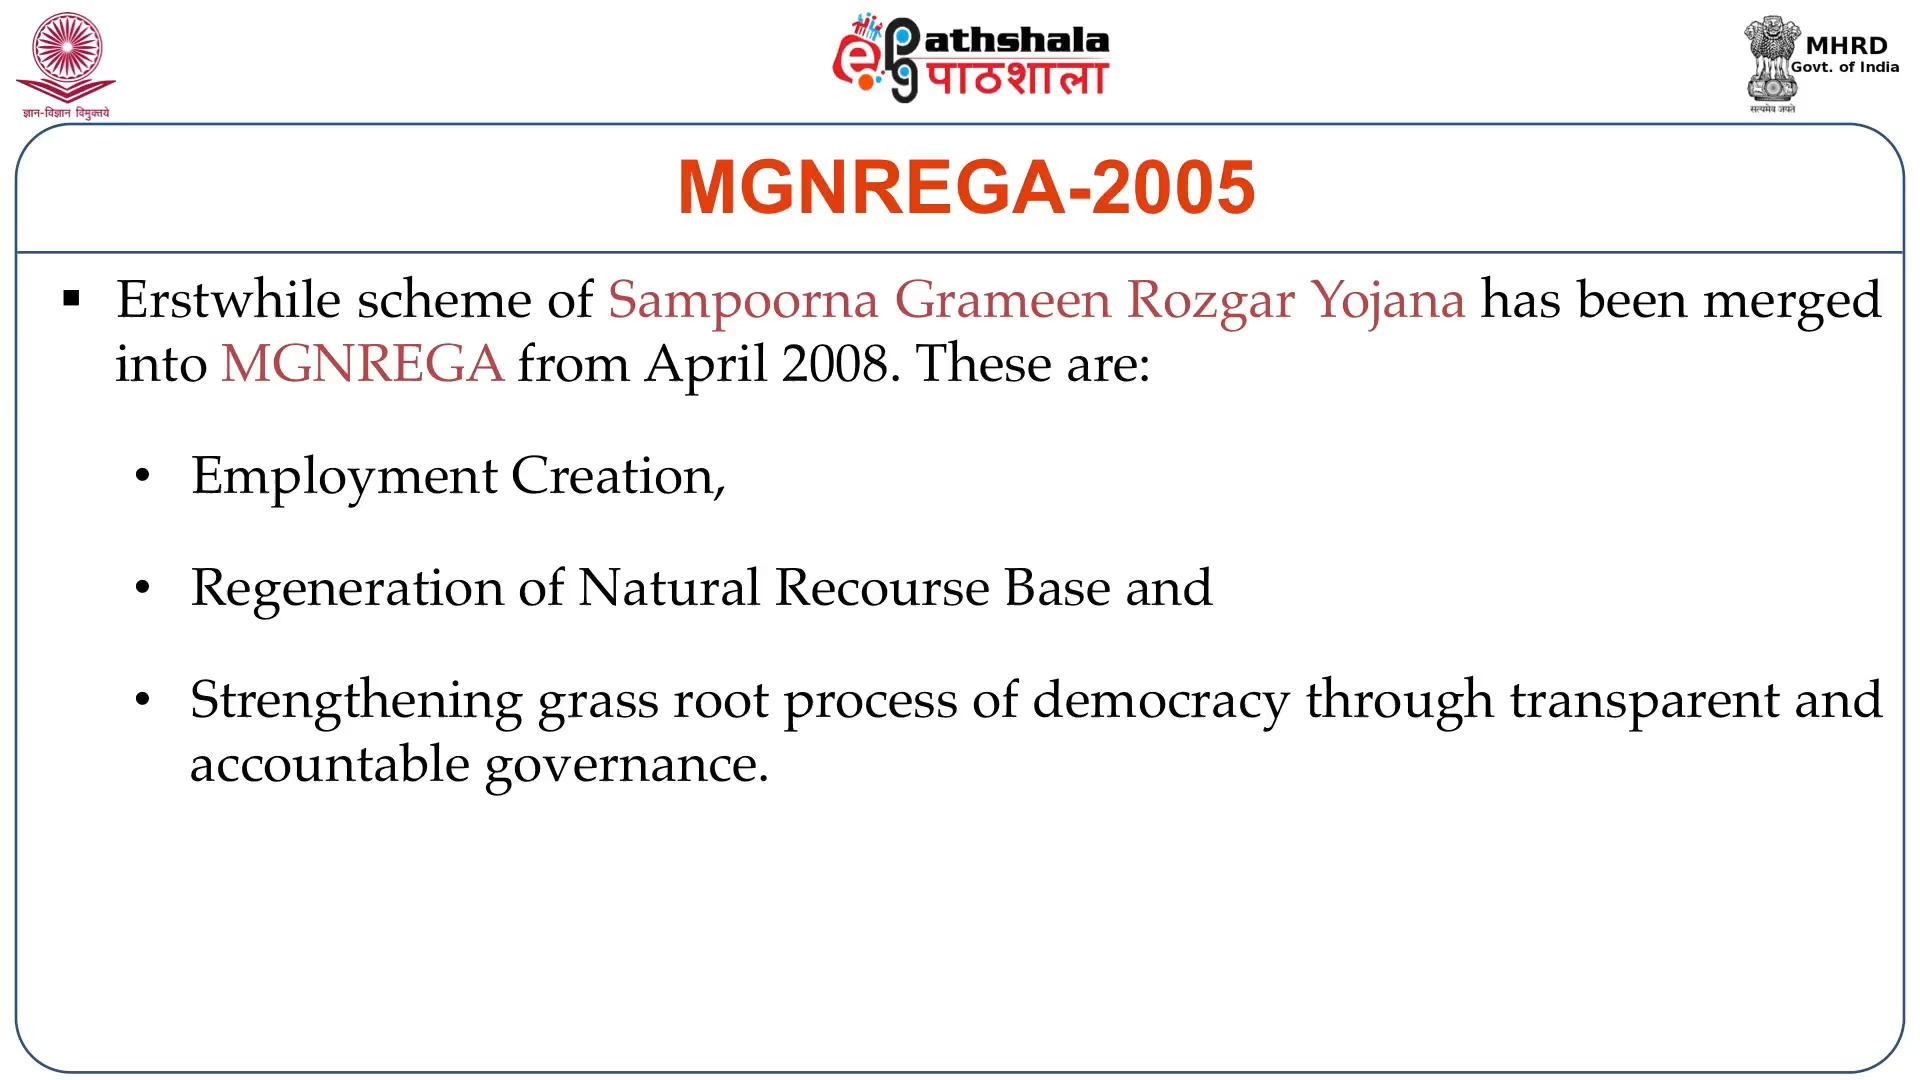 ज्ञान-विज्ञान विमुक्तये
ePathshala
पाठशाला
MHRD
Govt. of India
सत्यमेव जयते
MGNREGA-2005
▪ Erstwhile scheme of Sampoorna Grameen Rozgar Yojana has been merged
into MGNREGA from April 2008. These are:
• Employment Creation,
• Regeneration of Natural Recourse Base and
• Strengthening grass root process of democracy through transparent and
accountable governance.